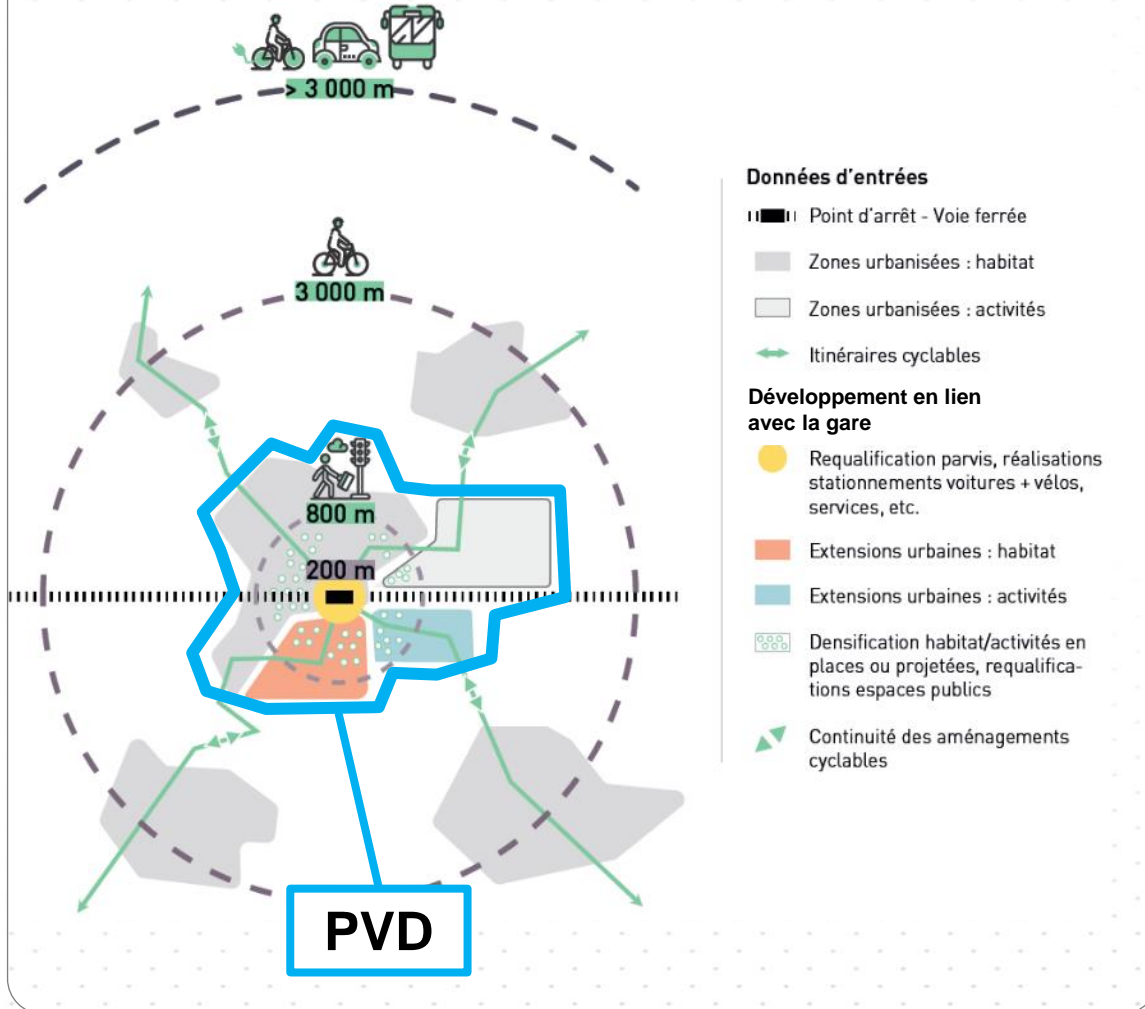 > 3 000 m
3 000 m
800 m
200 m
PVD
Données d'entrées
Point d'arrêt - Voie ferrée
Zones urbanisées : habitat
Zones urbanisées : activités
Itinéraires cyclables
Développement en lien
avec la gare
Requalification parvis, réalisations
stationnements voitures + vélos,
services, etc.
Extensions urbaines : habitat
Extensions urbaines : activités
Densification habitat/activités en
places ou projetées, requalifica-
tions espaces publics
Continuité des aménagements
cyclables